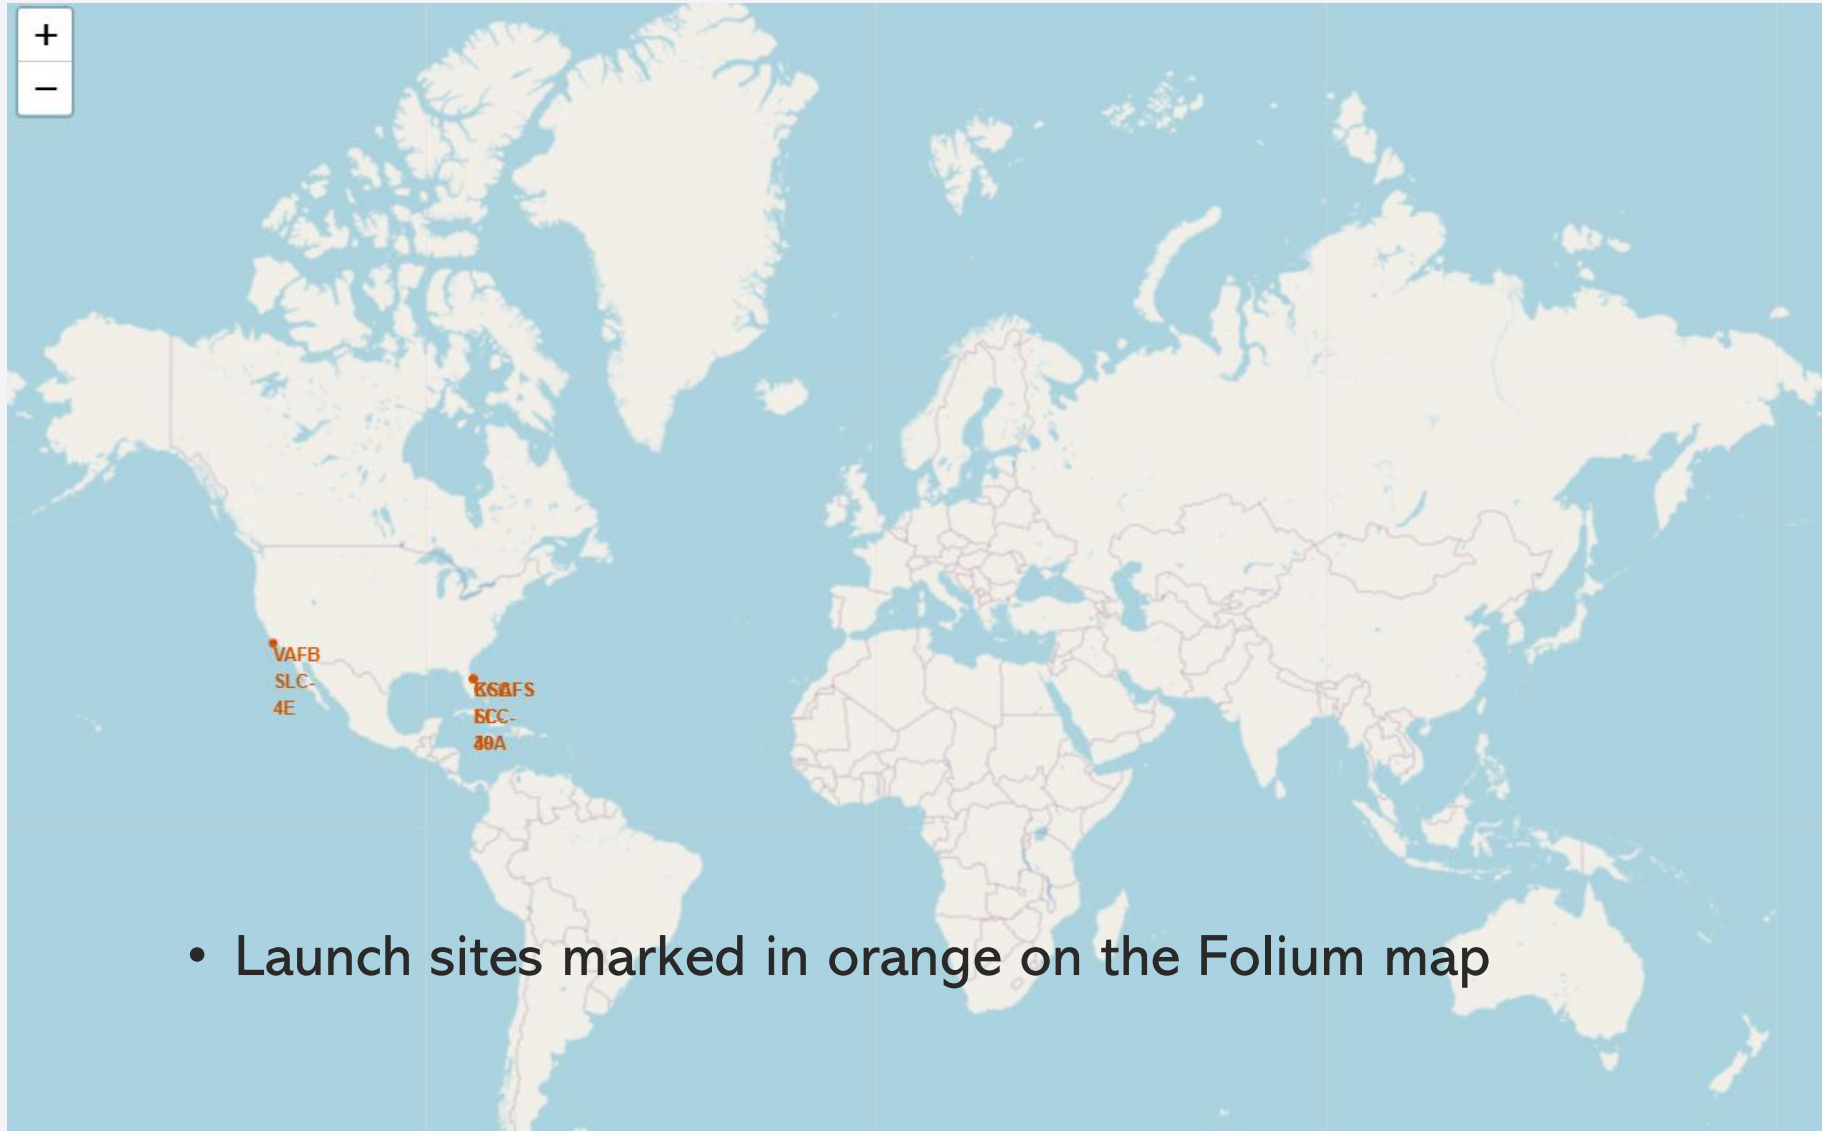 +
−
VAFB
SLC-
4E
• Launch sites marked in orange on the Folium map